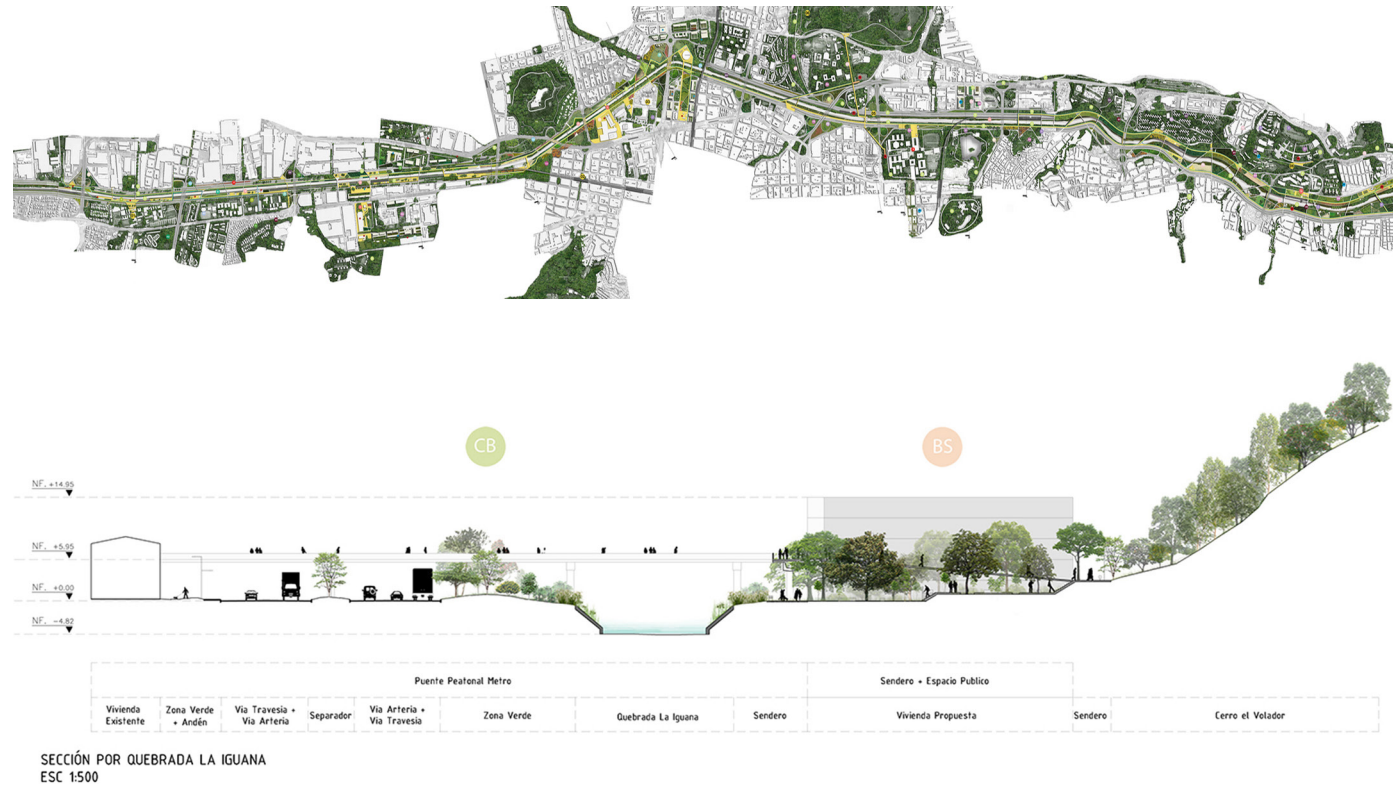 CB
BS
NF. +14.95
NF. +5.95
NF. +0.00
NF. -4.82
Puente Peatonal Metro
Sendero + Espacio Publico
Vivienda
Existente
Zona Verde
+ Andén
Via Travesia +
Via Arteria
Separador
Via Arteria +
Via Travesia
Zona Verde
Quebrada La Iguana
Sendero
Vivienda Propuesta
Sendero
Cerro el Volador
SECCIÓN POR QUEBRADA LA IGUANA
ESC 1:500